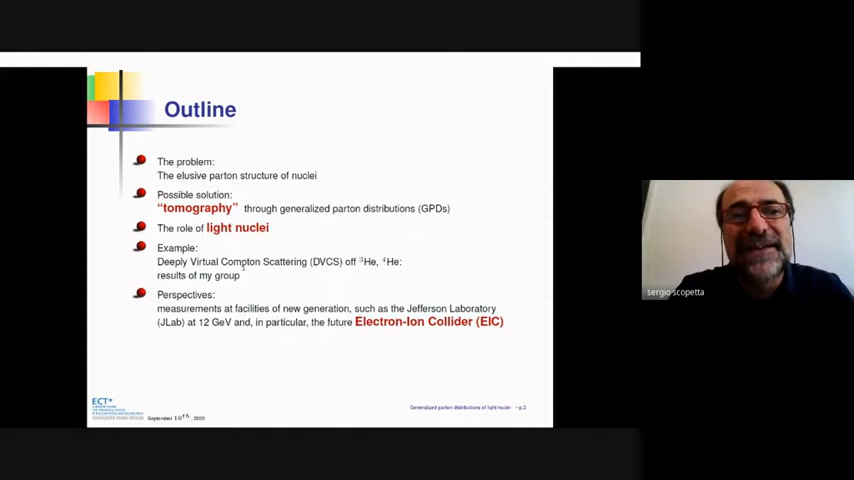 Outline
The problem:
The elusive parton structure of nuclei
Possible solution:
“tomography” through generalized parton distributions (GPDs)
The role of light nuclei
Example:
Deeply Virtual Compton Scattering (DVCS) off ³He, ⁴He:
results of my group
Perspectives:
measurements at facilities of new generation, such as the Jefferson Laboratory
(JLab) at 12 GeV and, in particular, the future Electron-Ion Collider (EIC)
sergio scopetta
ECT*
September 16th, 2020
Generalized parton distributions of light nuclei – p.3